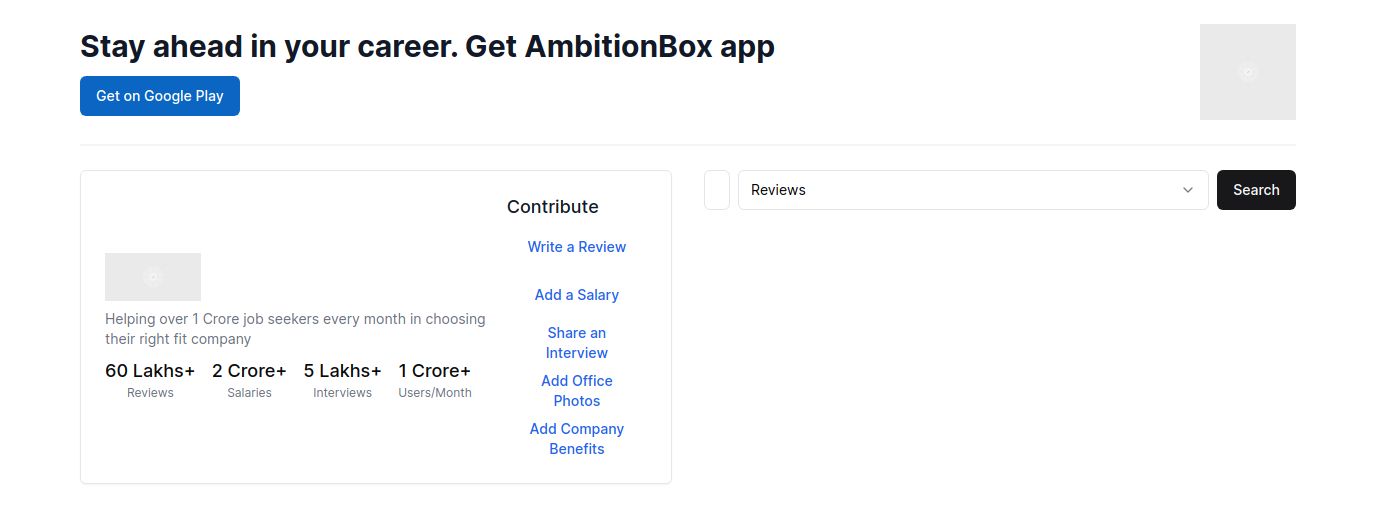 Stay ahead in your career. Get AmbitionBox app
Get on Google Play
Helping over 1 Crore job seekers every month in choosing
their right fit company
60 Lakhs+
Reviews
2 Crore+
Salaries
5 Lakhs+
Interviews
1 Crore+
Users/Month
Contribute
Write a Review
Add a Salary
Share an
Interview
Add Office
Photos
Add Company
Benefits
Reviews
Search